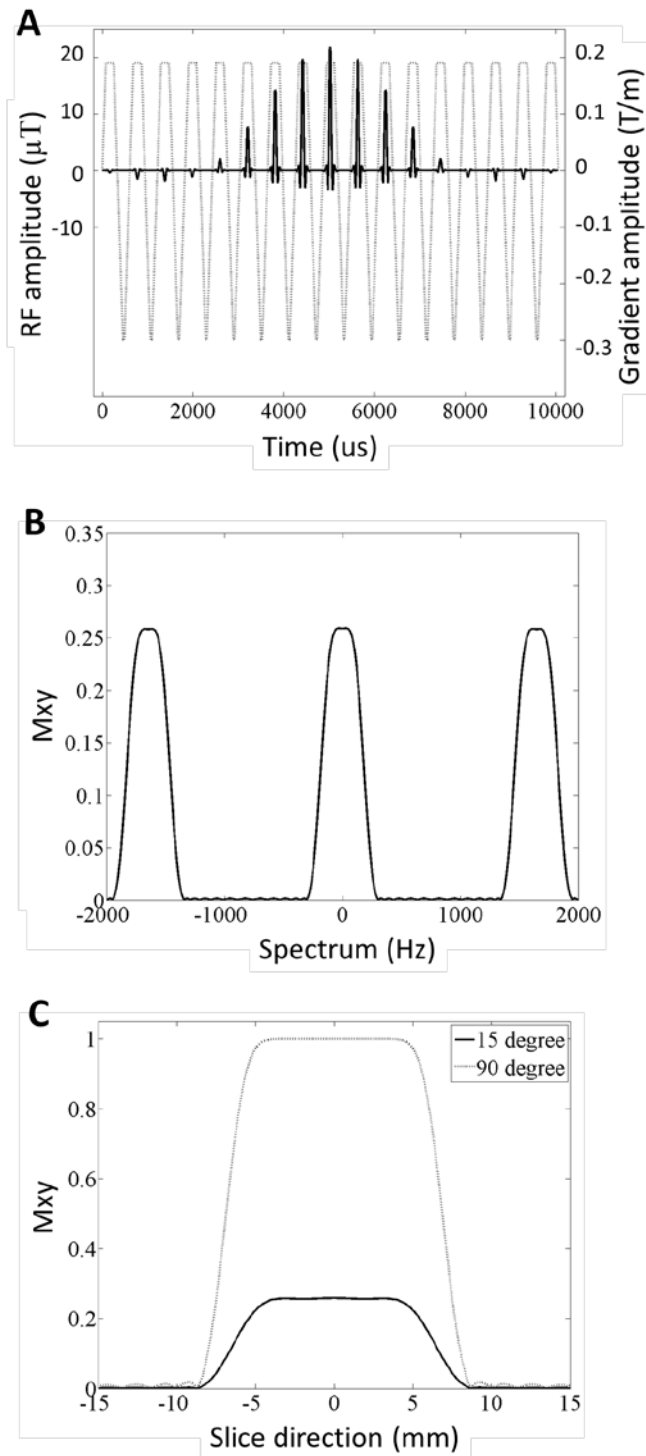 A
20
10
0
-10
RF amplitude (μT)
0.2
0.1
0
-0.1
-0.2
-0.3
Gradient amplitude (T/m)
0 2000 4000 6000 8000 10000
Time (us)
B
0.35
0.3
0.25
0.2
0.15
0.1
0.05
0
Mxy
-2000 -1000 0 1000 2000
Spectrum (Hz)
C
1
0.8
0.6
0.4
0.2
0
Mxy
15 degree
90 degree
-15 -10 -5 0 5 10 15
Slice direction (mm)